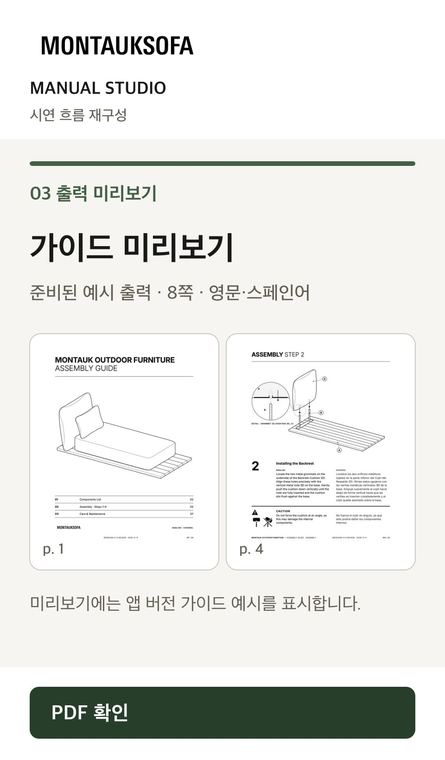 MONTAUKSOFA
MANUAL STUDIO
시연 흐름 재구성
03 출력 미리보기
가이드 미리보기
준비된 예시 출력 · 8쪽 · 영문·스페인어
MONTAUK OUTDOOR FURNITURE
ASSEMBLY GUIDE
Components List
Assembly · Steps 1–5
Care & Maintenance
MONTAUKSOFA
p. 1
ASSEMBLY STEP 2
2
Installing the Backrest
CAUTION
p. 4
미리보기에는 앱 버전 가이드 예시를 표시합니다.
PDF 확인